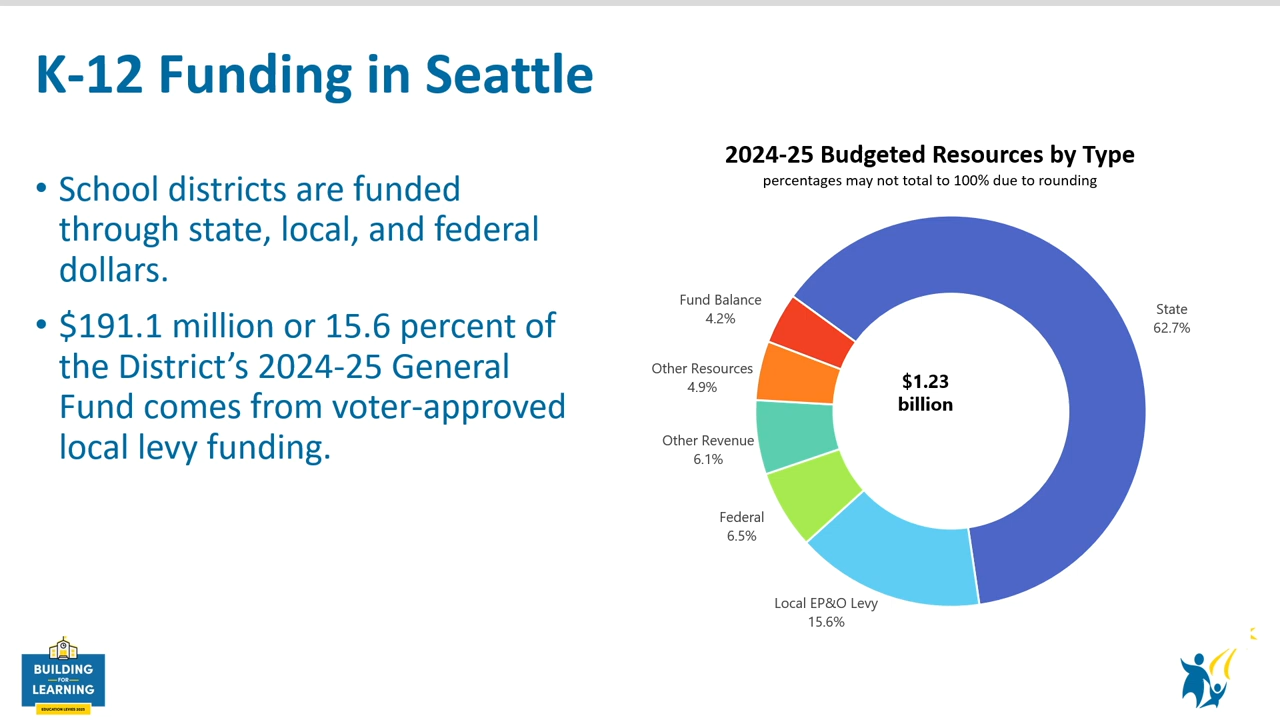 K-12 Funding in Seattle
• School districts are funded
through state, local, and federal
dollars.
• $191.1 million or 15.6 percent of
the District’s 2024-25 General
Fund comes from voter-approved
local levy funding.
2024-25 Budgeted Resources by Type
percentages may not total to 100% due to rounding
Fund Balance
4.2%
State
62.7%
Other Resources
4.9%
$1.23
billion
Other Revenue
6.1%
Federal
6.5%
Local EP&O Levy
15.6%
BUILDING
FOR
LEARNING
EDUCATION LEVIES 2025